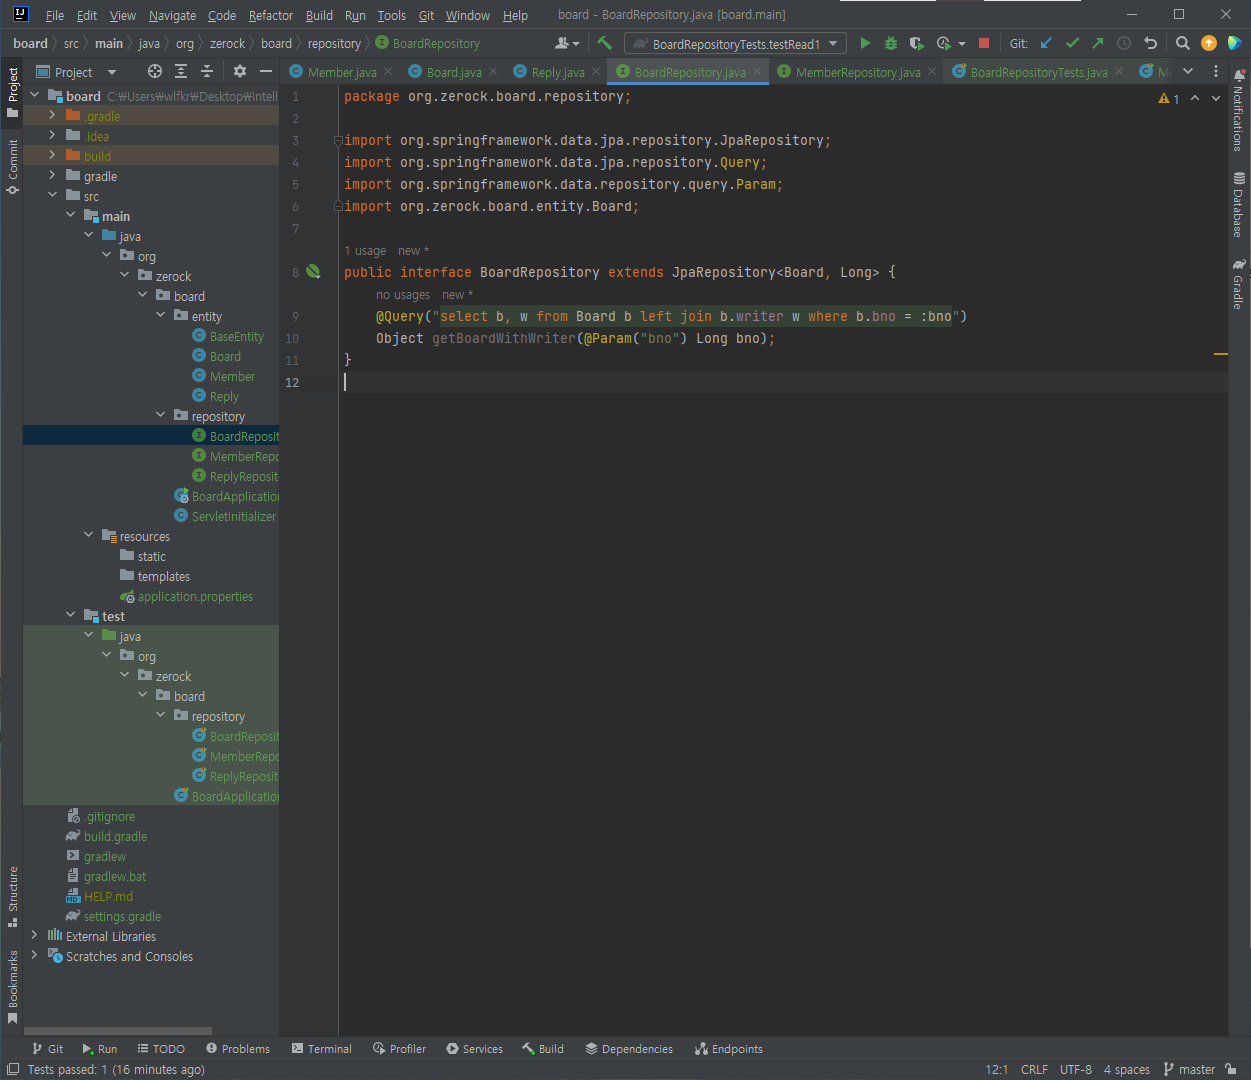 File Edit View Navigate Code Refactor Build Run Tools Git Window Help board - BoardRepository.java [board.main]
board src main java org zerock board repository BoardRepository BoardRepositoryTests.testRead1 Git:
Project Member.java Board.java Reply.java BoardRepository.java MemberRepository.java BoardRepositoryTests.java M
Project
Commit
Structure
Bookmarks
board C:₩Users₩wlfkr₩Desktop₩Intell
.gradle
.idea
build
gradle
src
main
java
org
zerock
board
entity
BaseEntity
Board
Member
Reply
repository
BoardReposit
MemberRepo
ReplyReposit
BoardApplication
ServletInitializer
resources
static
templates
application.properties
test
java
org
zerock
board
repository
BoardReposit
MemberRepo
ReplyReposit
BoardApplication
.gitignore
build.gradle
gradlew
gradlew.bat
HELP.md
settings.gradle
External Libraries
Scratches and Consoles
1 package org.zerock.board.repository;
2
3 import org.springframework.data.jpa.repository.JpaRepository;
4 import org.springframework.data.jpa.repository.Query;
5 import org.springframework.data.repository.query.Param;
6 import org.zerock.board.entity.Board;
7
1 usage new *
8 public interface BoardRepository extends JpaRepository<Board, Long> {
no usages new *
9 @Query("select b, w from Board b left join b.writer w where b.bno = :bno")
10 Object getBoardWithWriter(@Param("bno") Long bno);
11 }
12
1
Notifications
Database
Gradle
Git Run TODO Problems Terminal Profiler Services Build Dependencies Endpoints
Tests passed: 1 (16 minutes ago) 12:1 CRLF UTF-8 4 spaces master